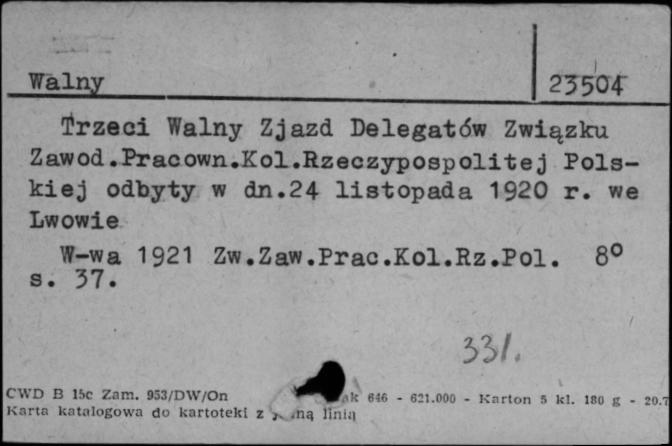 Walny
23504
Trzeci Walny Zjazd Delegatów Związku
Zawod.Pracown.Kol.Rzeczypospolitej Pols-
kiej odbyty w dn.24 listopada 1920 r. we
Lwowie
W-wa 1921 Zw.Zaw.Prac.Kol.Rz.Pol. 8°
s. 37.
331.
CWD B 15c Zam. 953/DW/On 646 - 621.000 - Karton 5 kl. 180 g - 20.7
Karta katalogowa do kartoteki z linią